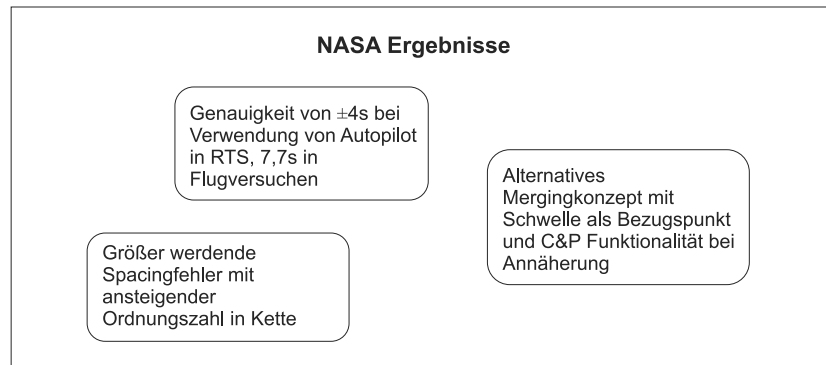 NASA Ergebnisse
Genauigkeit von ±4s bei
Verwendung von Autopilot
in RTS, 7,7s in
Flugversuchen
Alternatives
Mergingkonzept mit
Schwelle als Bezugspunkt
und C&P Funktionalität bei
Annäherung
Größer werdende
Spacingfehler mit
ansteigender
Ordnungszahl in Kette